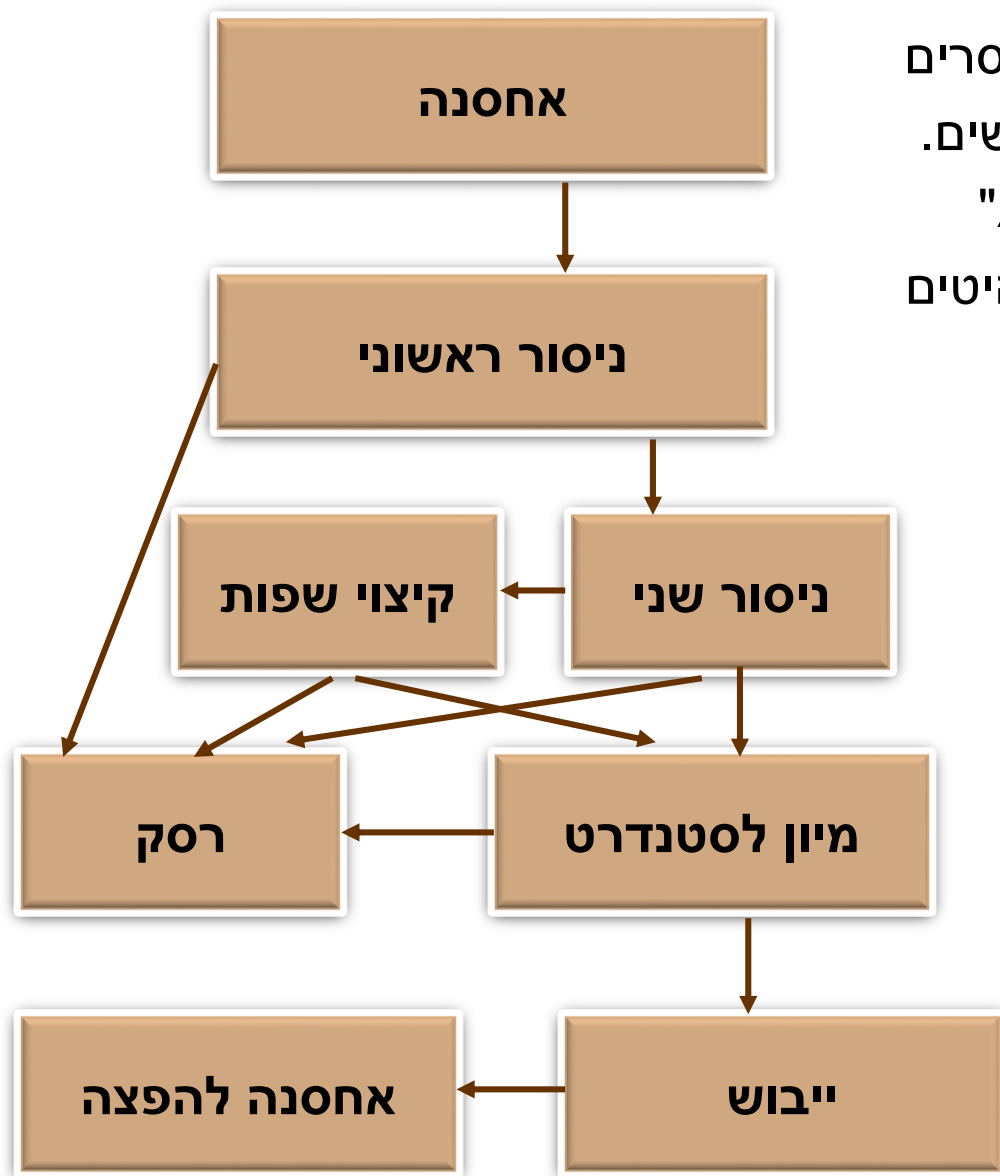 אחסנה
ניסור ראשוני
ניסור שני
קיצוי שפות
מיון לסטנדרט
רסק
ייבוש
אחסנה להפצה